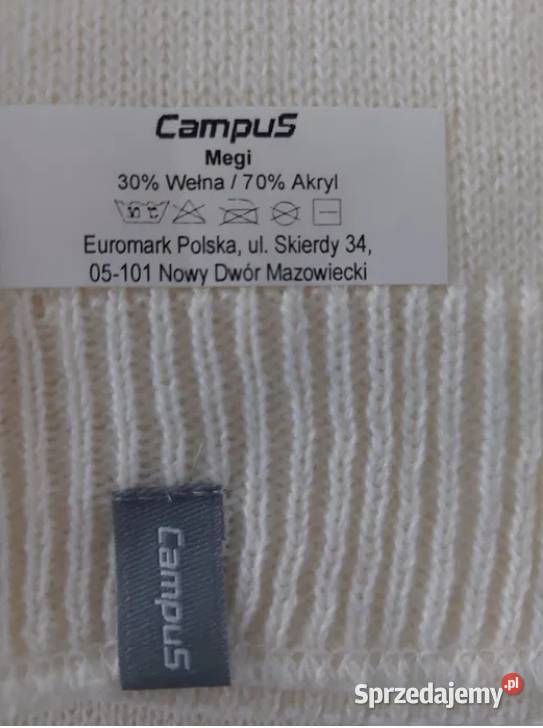 Campus
Megi
30% Wełna / 70% Akryl
Euromark Polska, ul. Skierdy 34,
05-101 Nowy Dwór Mazowiecki
Campus
Sprzedajemy.pl